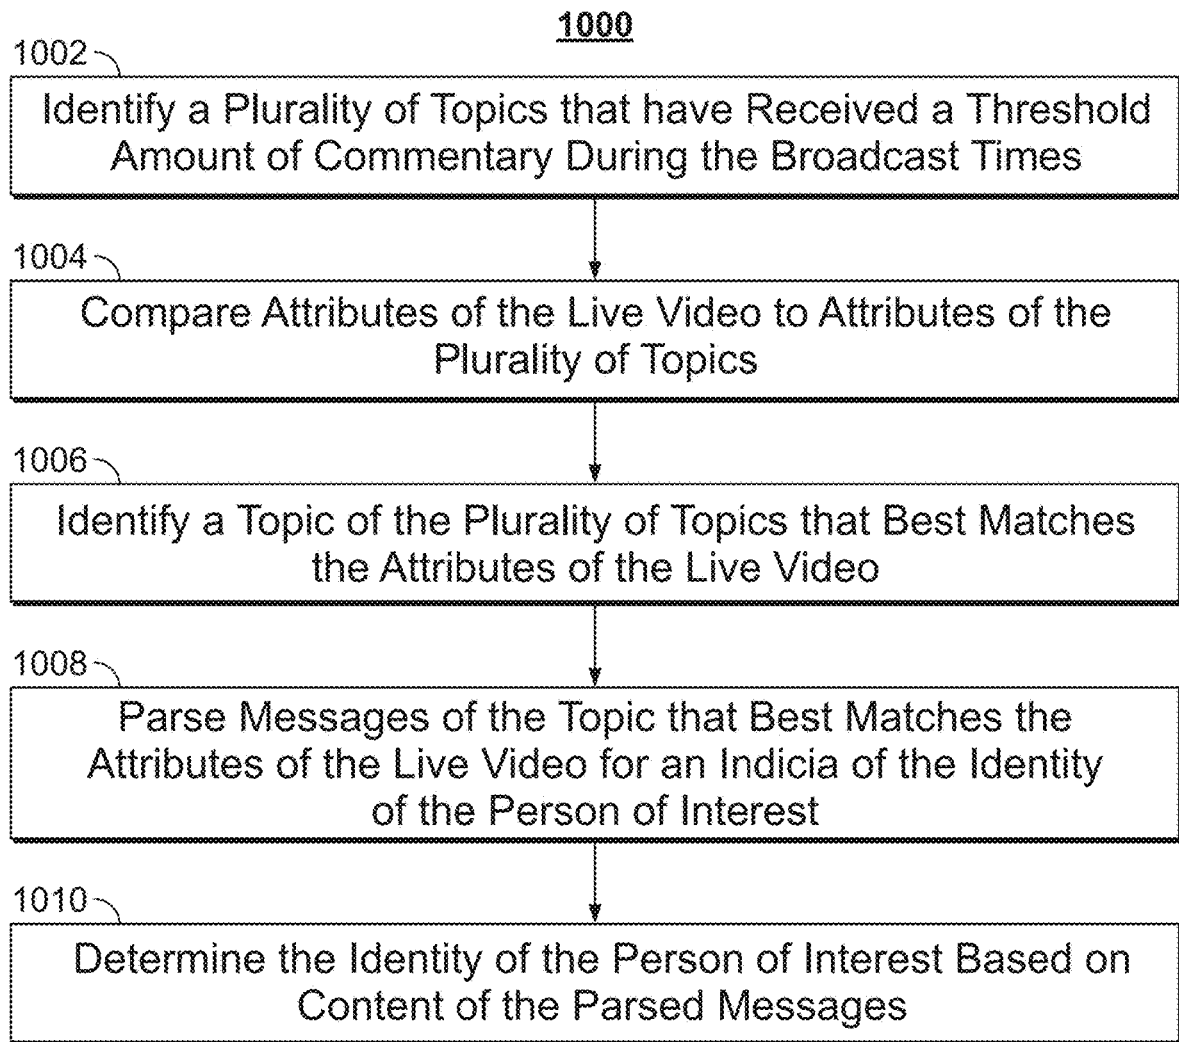 1000
1002
Identify a Plurality of Topics that have Received a Threshold
Amount of Commentary During the Broadcast Times
1004
Compare Attributes of the Live Video to Attributes of the
Plurality of Topics
1006
Identify a Topic of the Plurality of Topics that Best Matches
the Attributes of the Live Video
1008
Parse Messages of the Topic that Best Matches the
Attributes of the Live Video for an Indicia of the Identity
of the Person of Interest
1010
Determine the Identity of the Person of Interest Based on
Content of the Parsed Messages